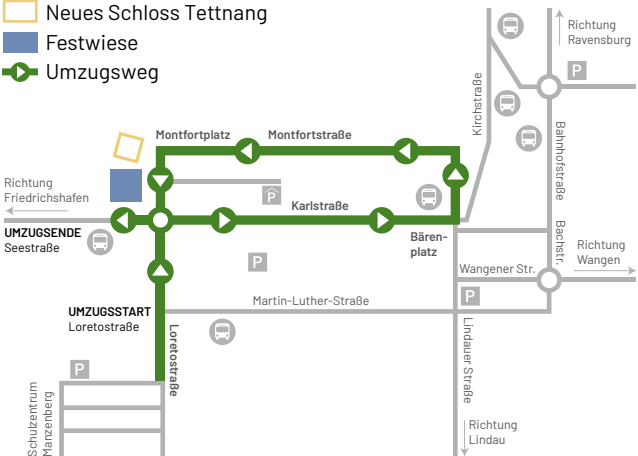 Neues Schloss Tettnang
Festwiese
Umzugsweg
Richtung
Ravensburg
P
Kirchstraße
Bahnhofstraße
Montfortplatz
Montfortstraße
Richtung
Friedrichshafen
P
Karlstraße
UMZUGSENDE
Seestraße
Bären-
platz
Bachstr.
Richtung
Wangen
P
Wangener Str.
P
Martin-Luther-Straße
UMZUGSSTART
Loretostraße
Loretostraße
Lindauer Straße
P
Schulzentrum
Manzenberg
Richtung
Lindau